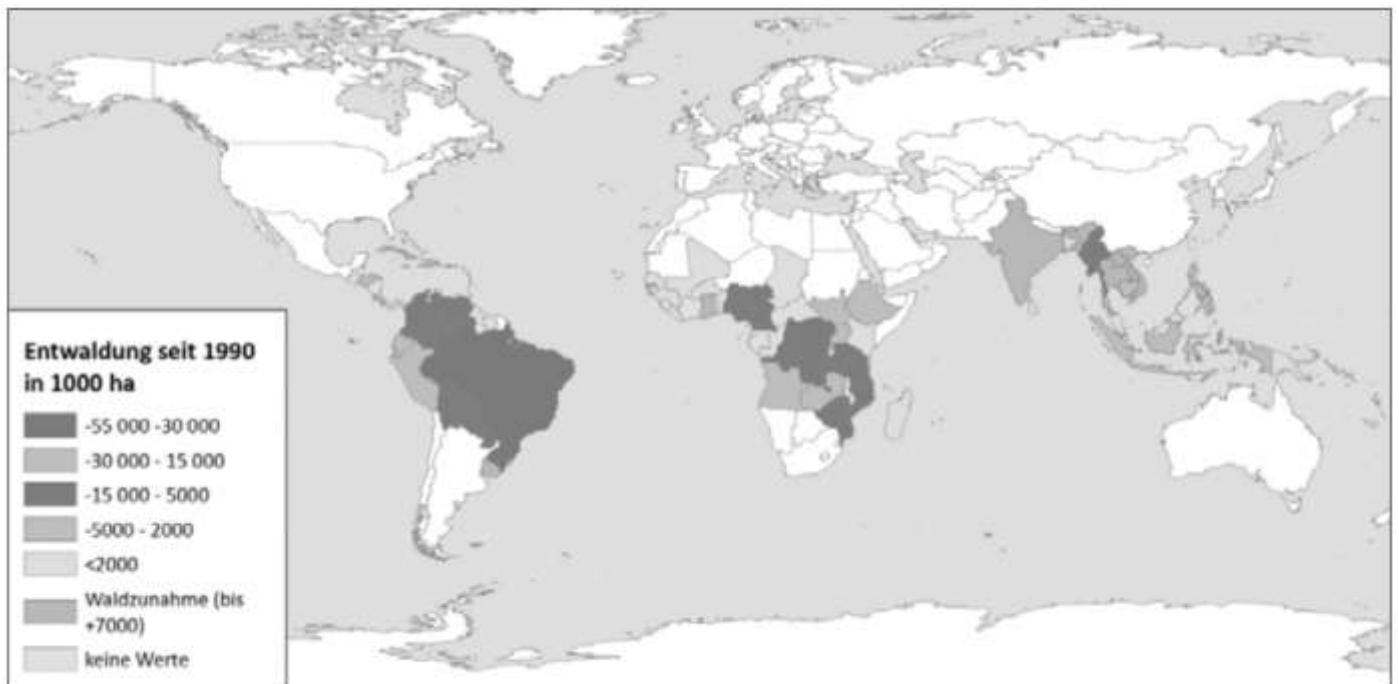 Entwaldung seit 1990
in 1000 ha
-55 000 -30 000
-30 000 - 15 000
-15 000 - 5000
-5000 - 2000
<2000
Waldzunahme (bis
+7000)
keine Werte